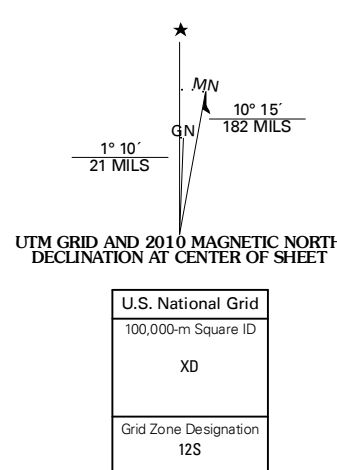 ★
MN
GN
10° 15´
182 MILS
1° 10´
21 MILS
UTM GRID AND 2010 MAGNETIC NORTH
DECLINATION AT CENTER OF SHEET
U.S. National Grid
100,000-m Square ID
XD
Grid Zone Designation
12S